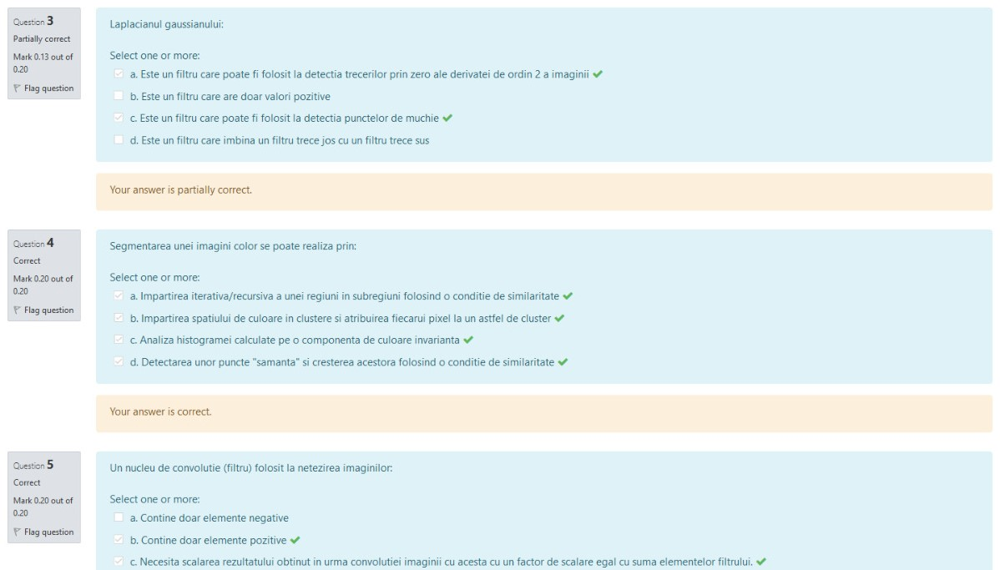 Question 3
Partially correct
Mark 0.13 out of
0.20
Flag question
Laplacianul gaussianului:
Select one or more:
a. Este un filtru care poate fi folosit la detectia trecerilor prin zero ale derivatei de ordin 2 a imaginii
b. Este un filtru care are doar valori pozitive
c. Este un filtru care poate fi folosit la detectia punctelor de muchie
d. Este un filtru care imbina un filtru trece jos cu un filtru trece sus
Your answer is partially correct.
Question 4
Correct
Mark 0.20 out of
0.20
Flag question
Segmentarea unei imagini color se poate realiza prin:
Select one or more:
a. Impartirea iterativa/recursiva a unei regiuni in subregiuni folosind o conditie de similaritate
b. Impartirea spatiului de culoare in clustere si atribuirea fiecarui pixel la un astfel de cluster
c. Analiza histogramei calculate pe o componenta de culoare invarianta
d. Detectarea unor puncte "samanta" si cresterea acestora folosind o conditie de similaritate
Your answer is correct.
Question 5
Correct
Mark 0.20 out of
0.20
Flag question
Un nucleu de convolutie (filtru) folosit la netezirea imaginilor:
Select one or more:
a. Contine doar elemente negative
b. Contine doar elemente pozitive
c. Necesita scalarea rezultatului obtinut in urma convolutiei imaginii cu acesta cu un factor de scalare egal cu suma elementelor filtrului.